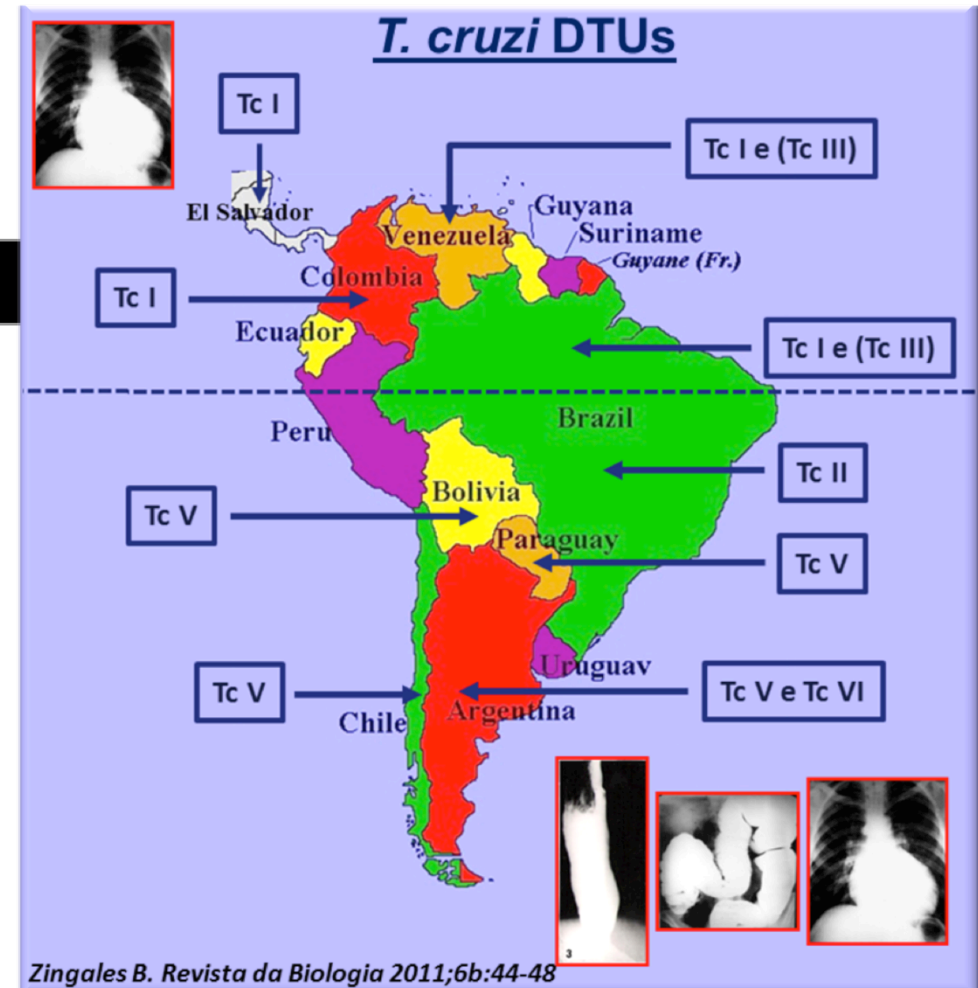 T. cruzi DTUs
Tc I
Tc I e (Tc III)
El Salvador
Venezuela
Guyana
Suriname
Guyane (Fr.)
Colombia
Tc I
Ecuador
Tc I e (Tc III)
Peru
Brazil
Tc II
Bolivia
Tc V
Paraguay
Tc V
Uruguav
Tc V
Tc V e Tc VI
Chile
Argentina
3
Zingales B. Revista da Biologia 2011;6b:44-48